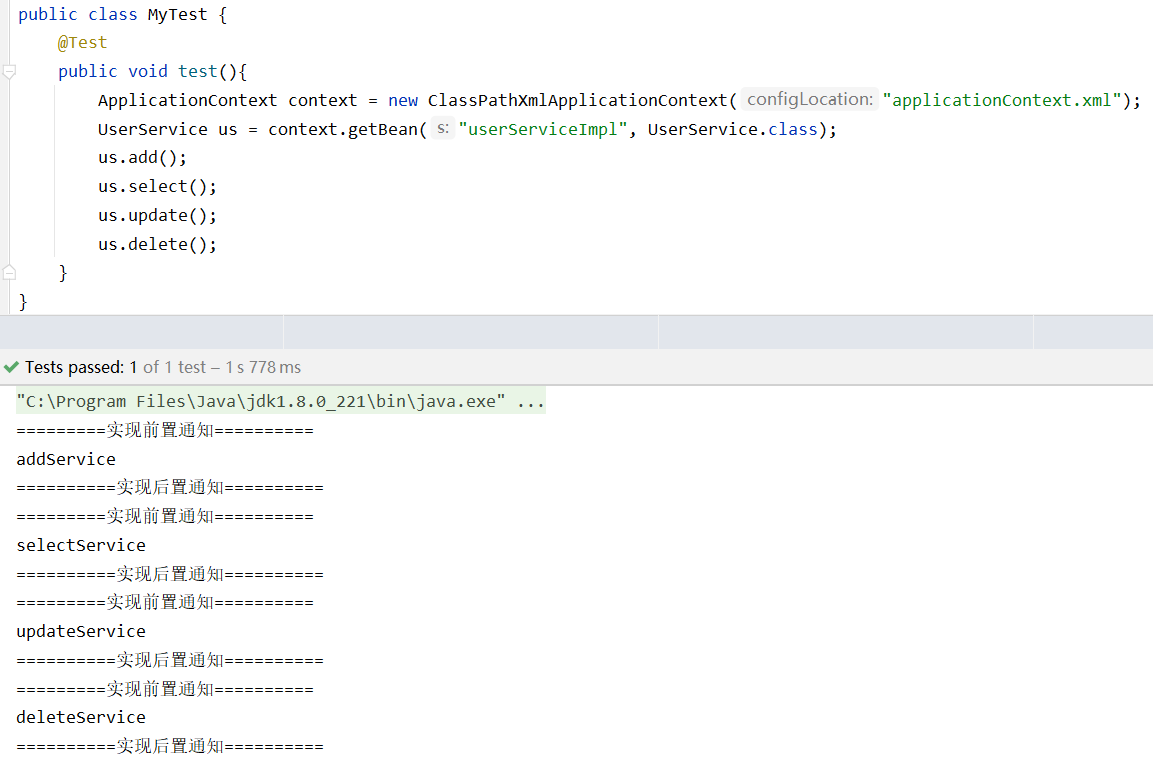 public class MyTest {
@Test
public void test(){
ApplicationContext context = new ClassPathXmlApplicationContext( configLocation: "applicationContext.xml");
UserService us = context.getBean( s: "userServiceImpl", UserService.class);
us.add();
us.select();
us.update();
us.delete();
}
}
Tests passed: 1 of 1 test – 1 s 778 ms
"C:\Program Files\Java\jdk1.8.0_221\bin\java.exe" ...
=========实现前置通知==========
addService
==========实现后置通知==========
=========实现前置通知==========
selectService
==========实现后置通知==========
=========实现前置通知==========
updateService
==========实现后置通知==========
=========实现前置通知==========
deleteService
==========实现后置通知==========